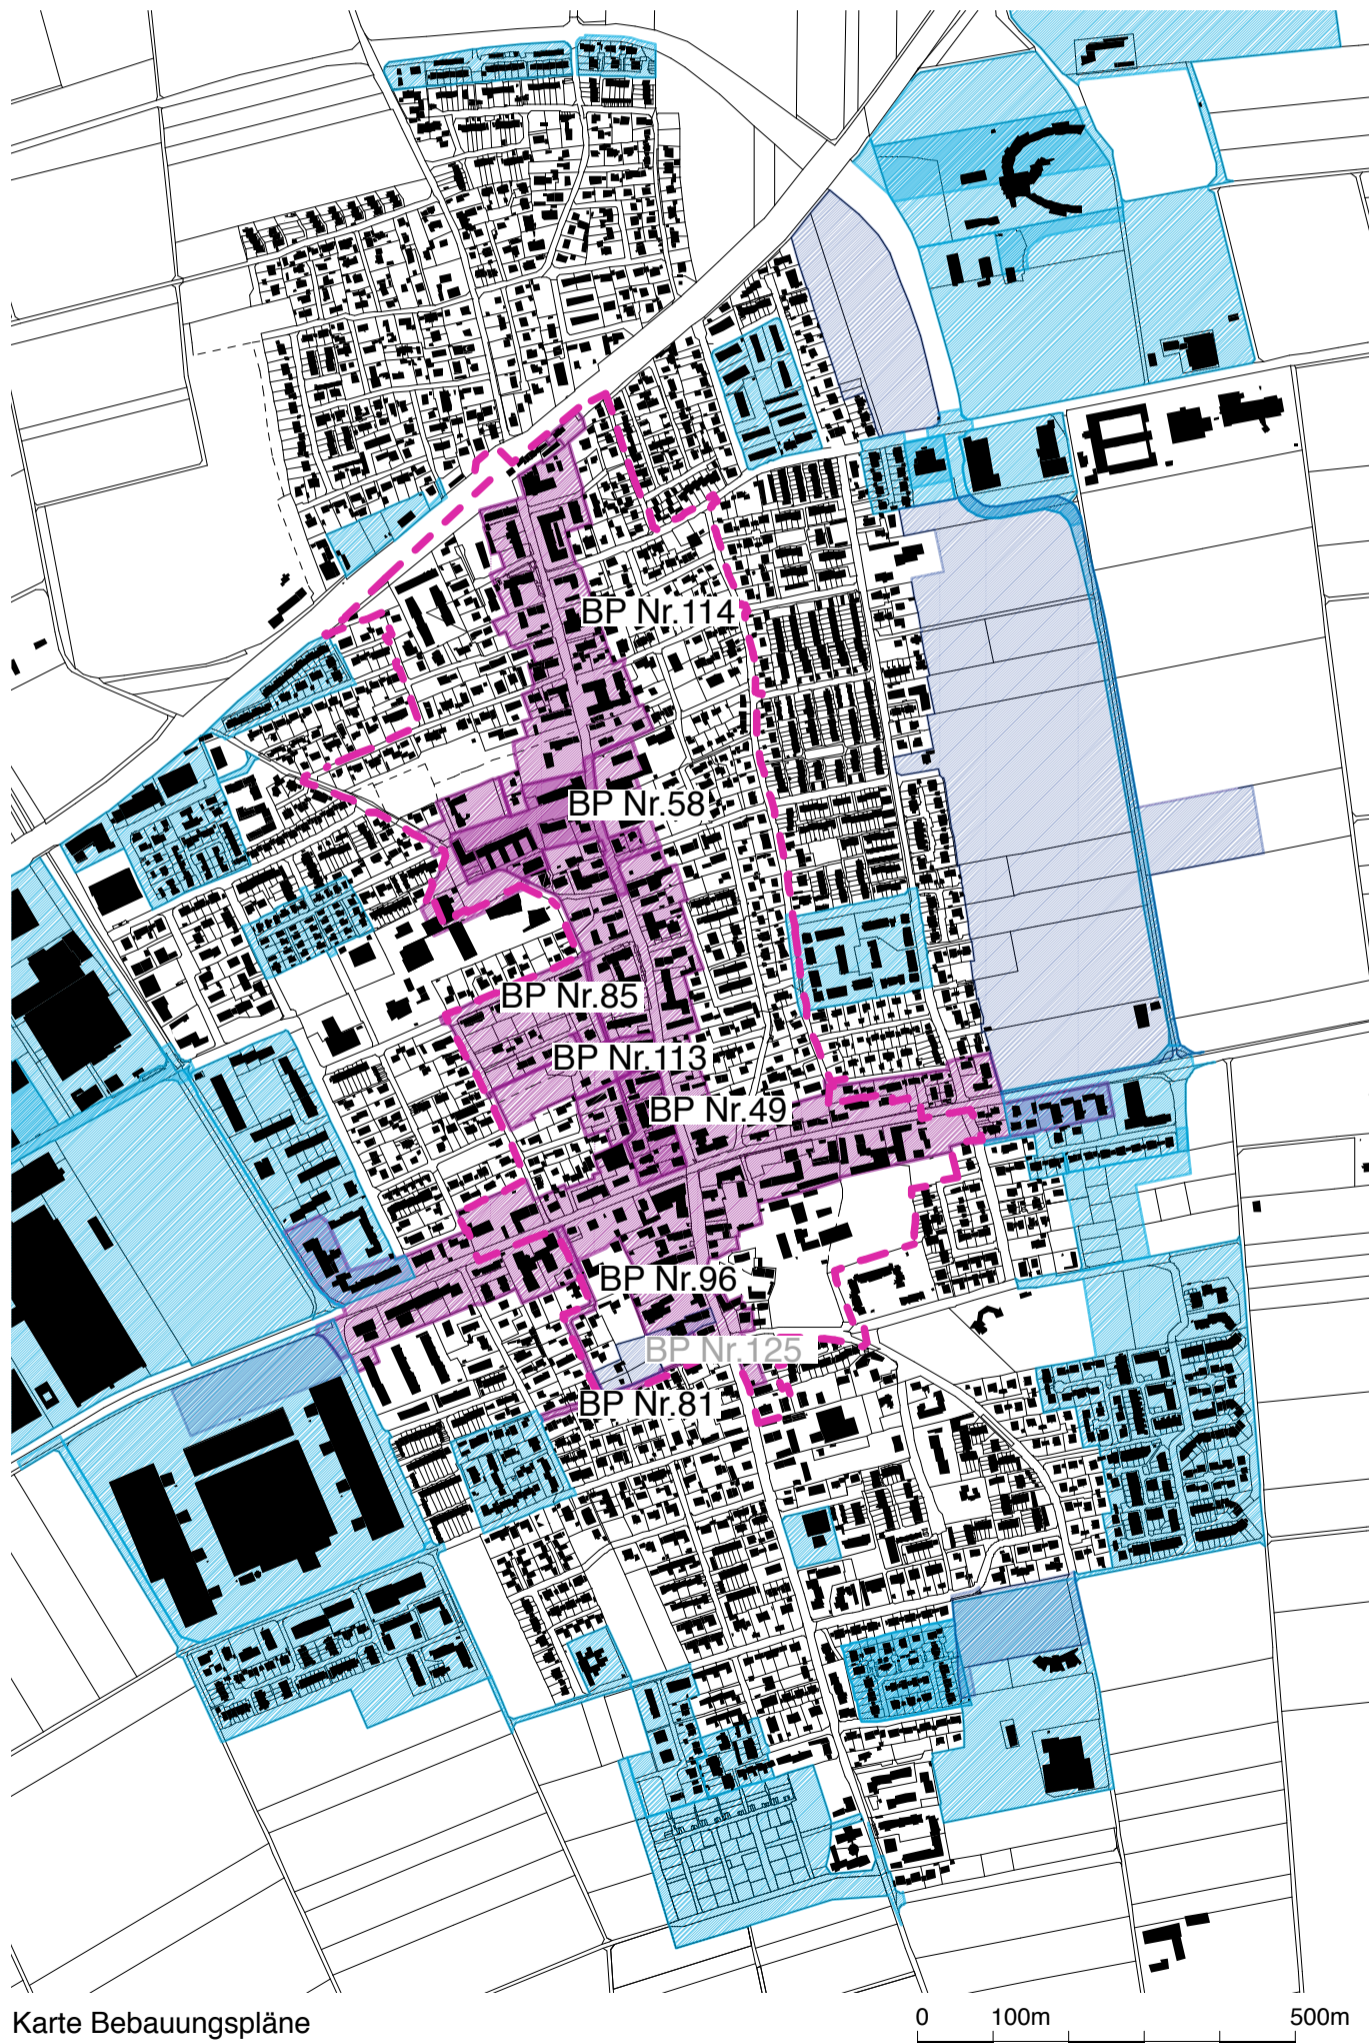 BP Nr.114
BP Nr.58
BP Nr.85
BP Nr.113
BP Nr.49
BP Nr.96
BP Nr.125
BP Nr.81
Karte Bebauungspläne
0 100m 500m